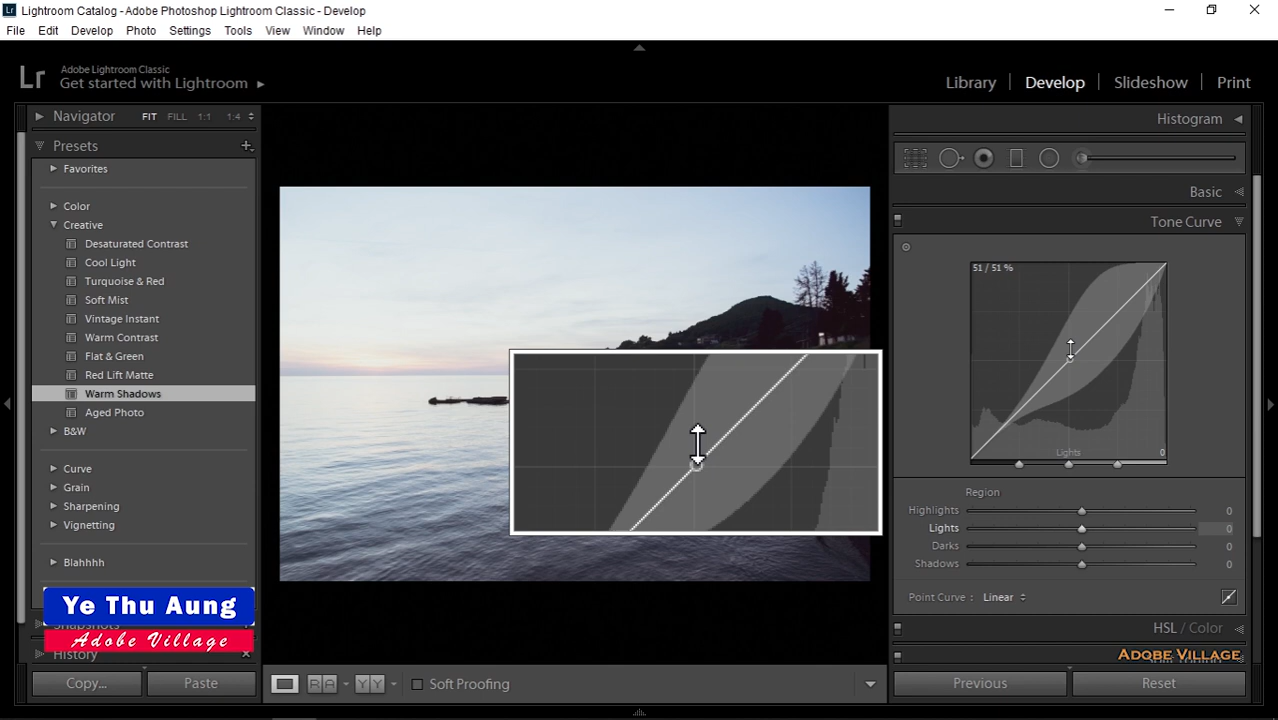 Lightroom Catalog - Adobe Photoshop Lightroom Classic - Develop
File Edit Develop Photo Settings Tools View Window Help
Lr
Adobe Lightroom Classic
Get started with Lightroom
Library
Develop
Slideshow
Print
Navigator FIT FILL 1:1 1:4
Presets
Favorites
Color
Creative
Desaturated Contrast
Cool Light
Turquoise & Red
Soft Mist
Vintage Instant
Warm Contrast
Flat & Green
Red Lift Matte
Warm Shadows
Aged Photo
B&W
Curve
Grain
Sharpening
Vignetting
Blahhhh
Ye Thu Aung
Snapshots
Adobe Village
History
Copy...
Paste
R A
Y Y
Soft Proofing
Histogram
Basic
Tone Curve
51 / 51 %
Lights 0
Region
Highlights 0
Lights 0
Darks 0
Shadows 0
Point Curve : Linear
HSL / Color
ADOBE VILLAGE
Previous
Reset